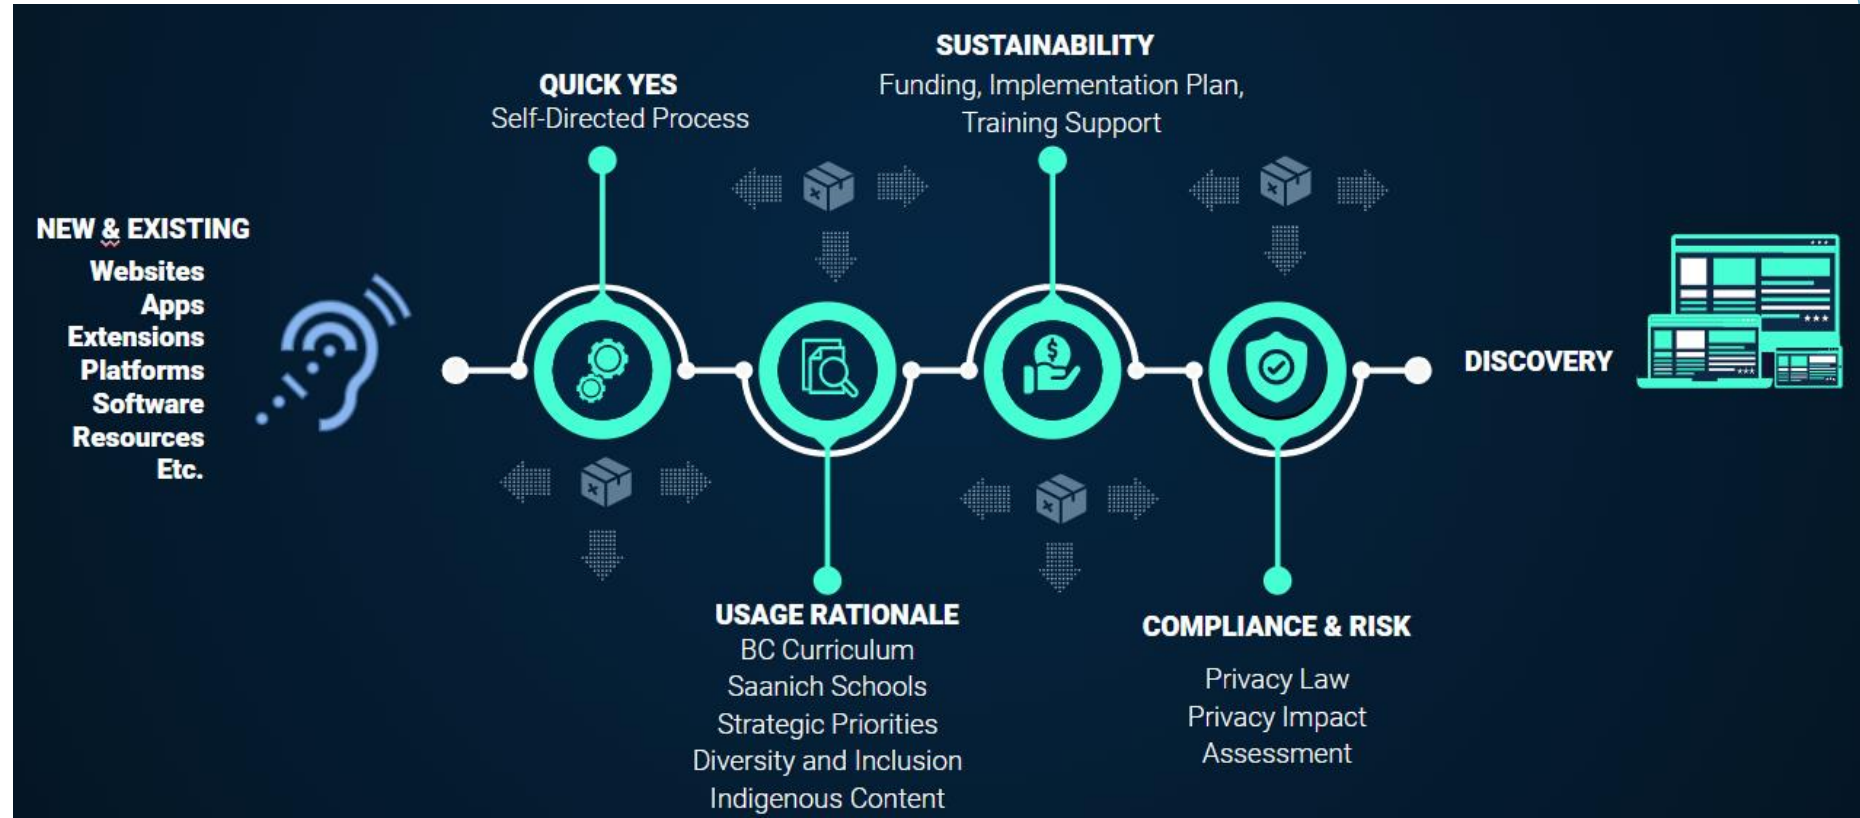 NEW & EXISTING
Websites
Apps
Extensions
Platforms
Software
Resources
Etc.
QUICK YES
Self-Directed Process
USAGE RATIONALE
BC Curriculum
Saanich Schools
Strategic Priorities
Diversity and Inclusion
Indigenous Content
SUSTAINABILITY
Funding, Implementation Plan,
Training Support
COMPLIANCE & RISK
Privacy Law
Privacy Impact
Assessment
DISCOVERY